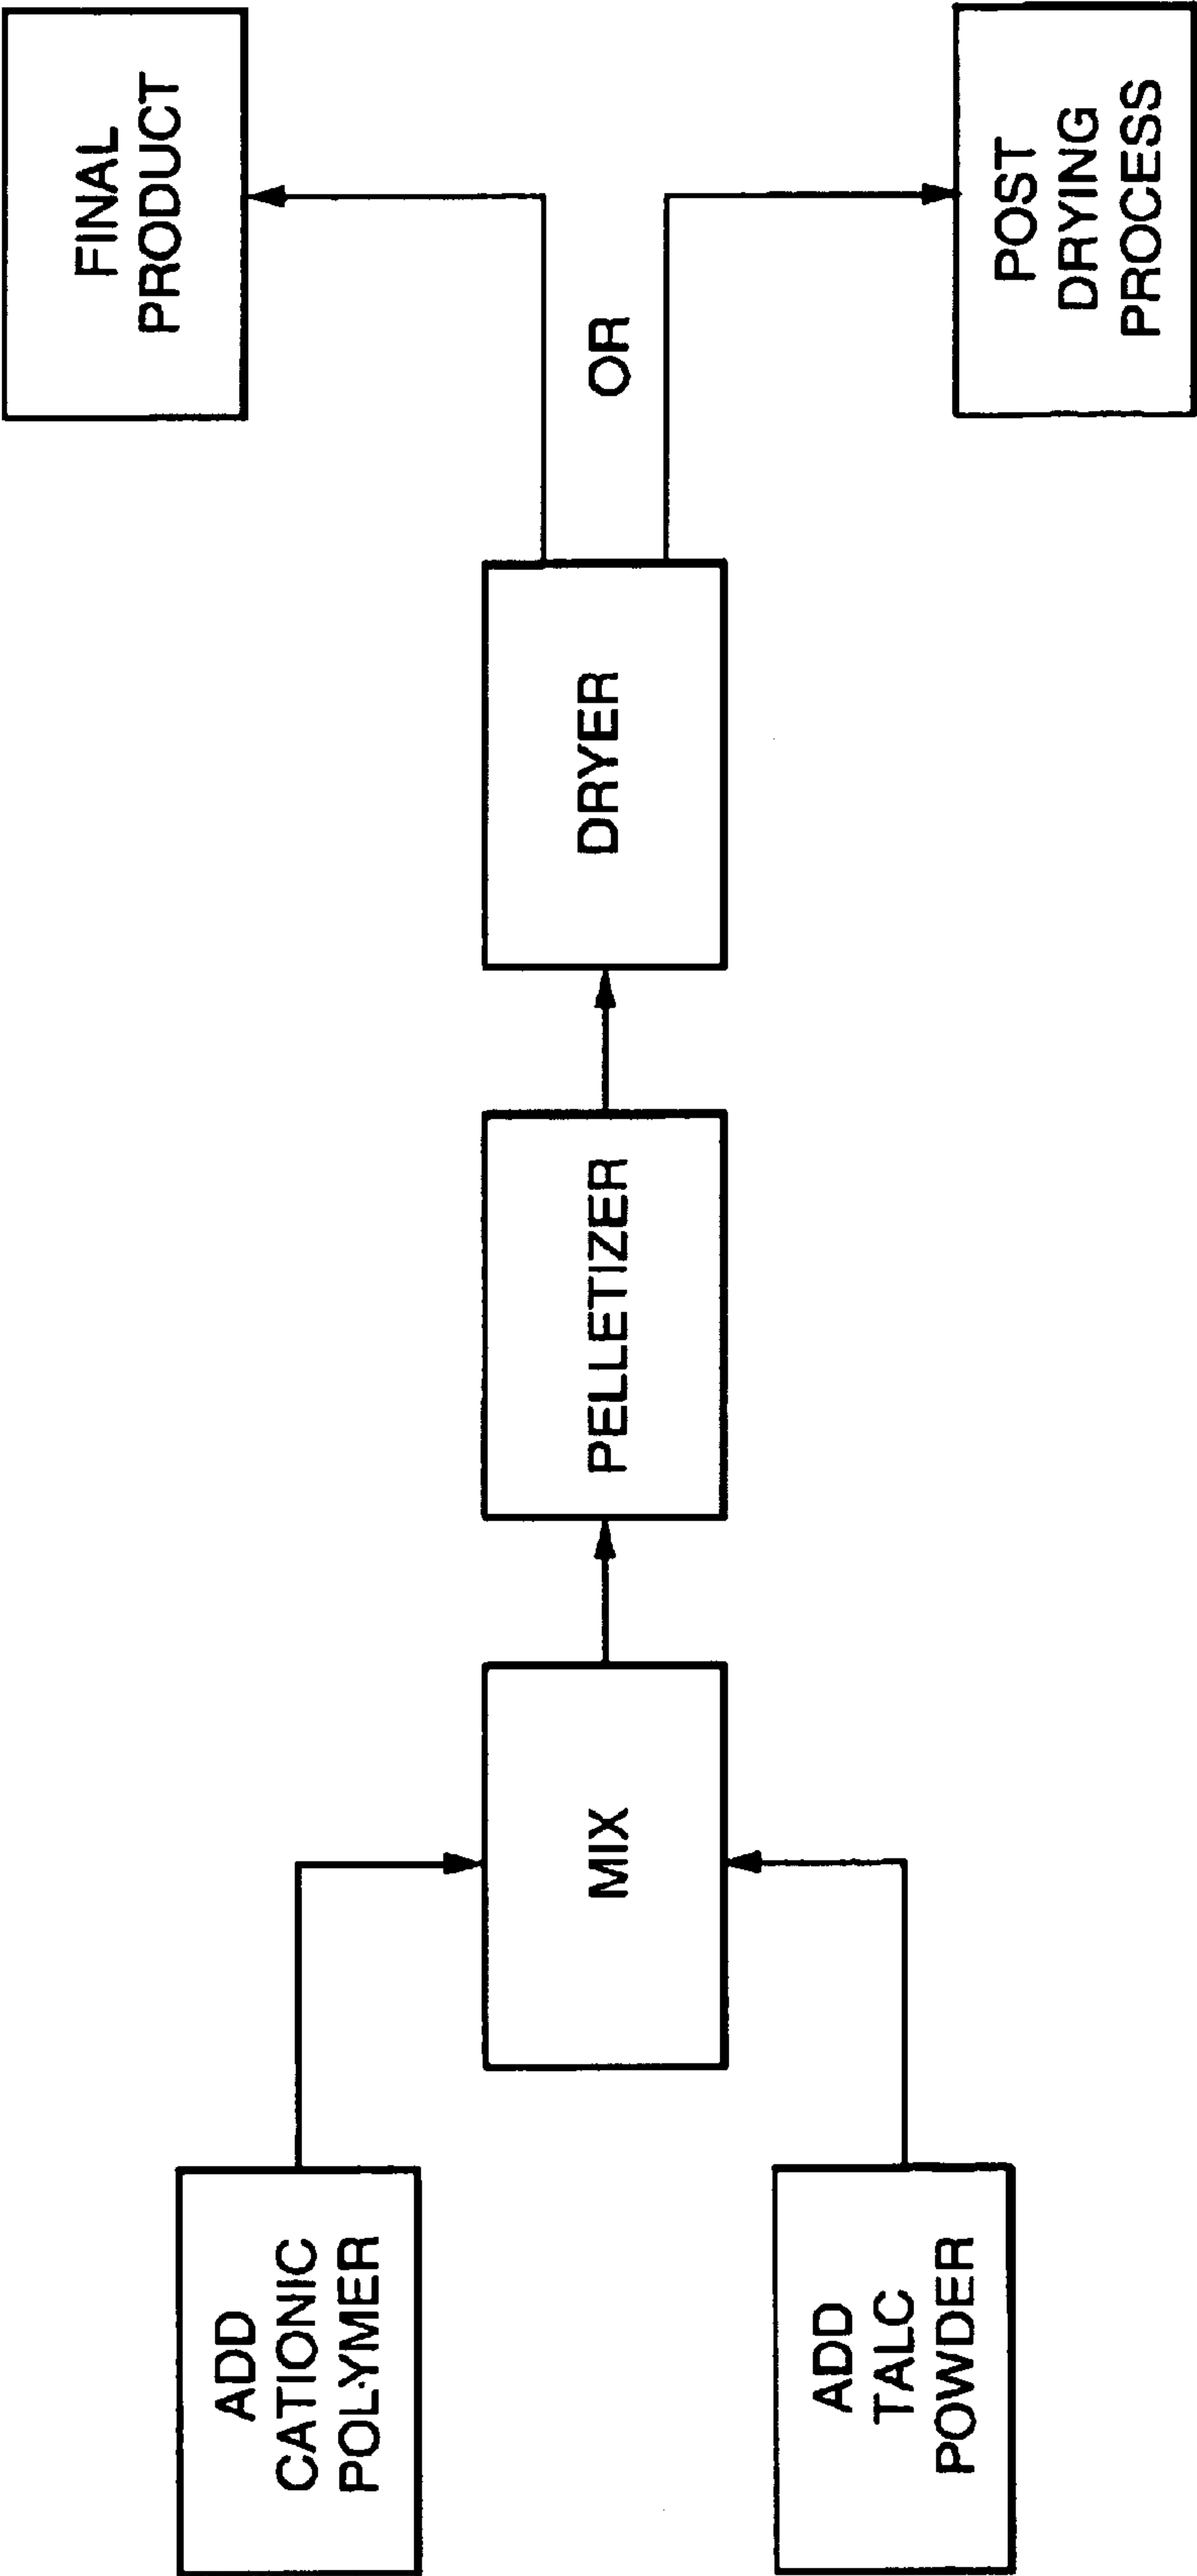 ADD
CATIONIC
POLYMER
ADD
TALC
POWDER
MIX
PELLETIZER
DRYER
OR
FINAL
PRODUCT
POST
DRYING
PROCESS